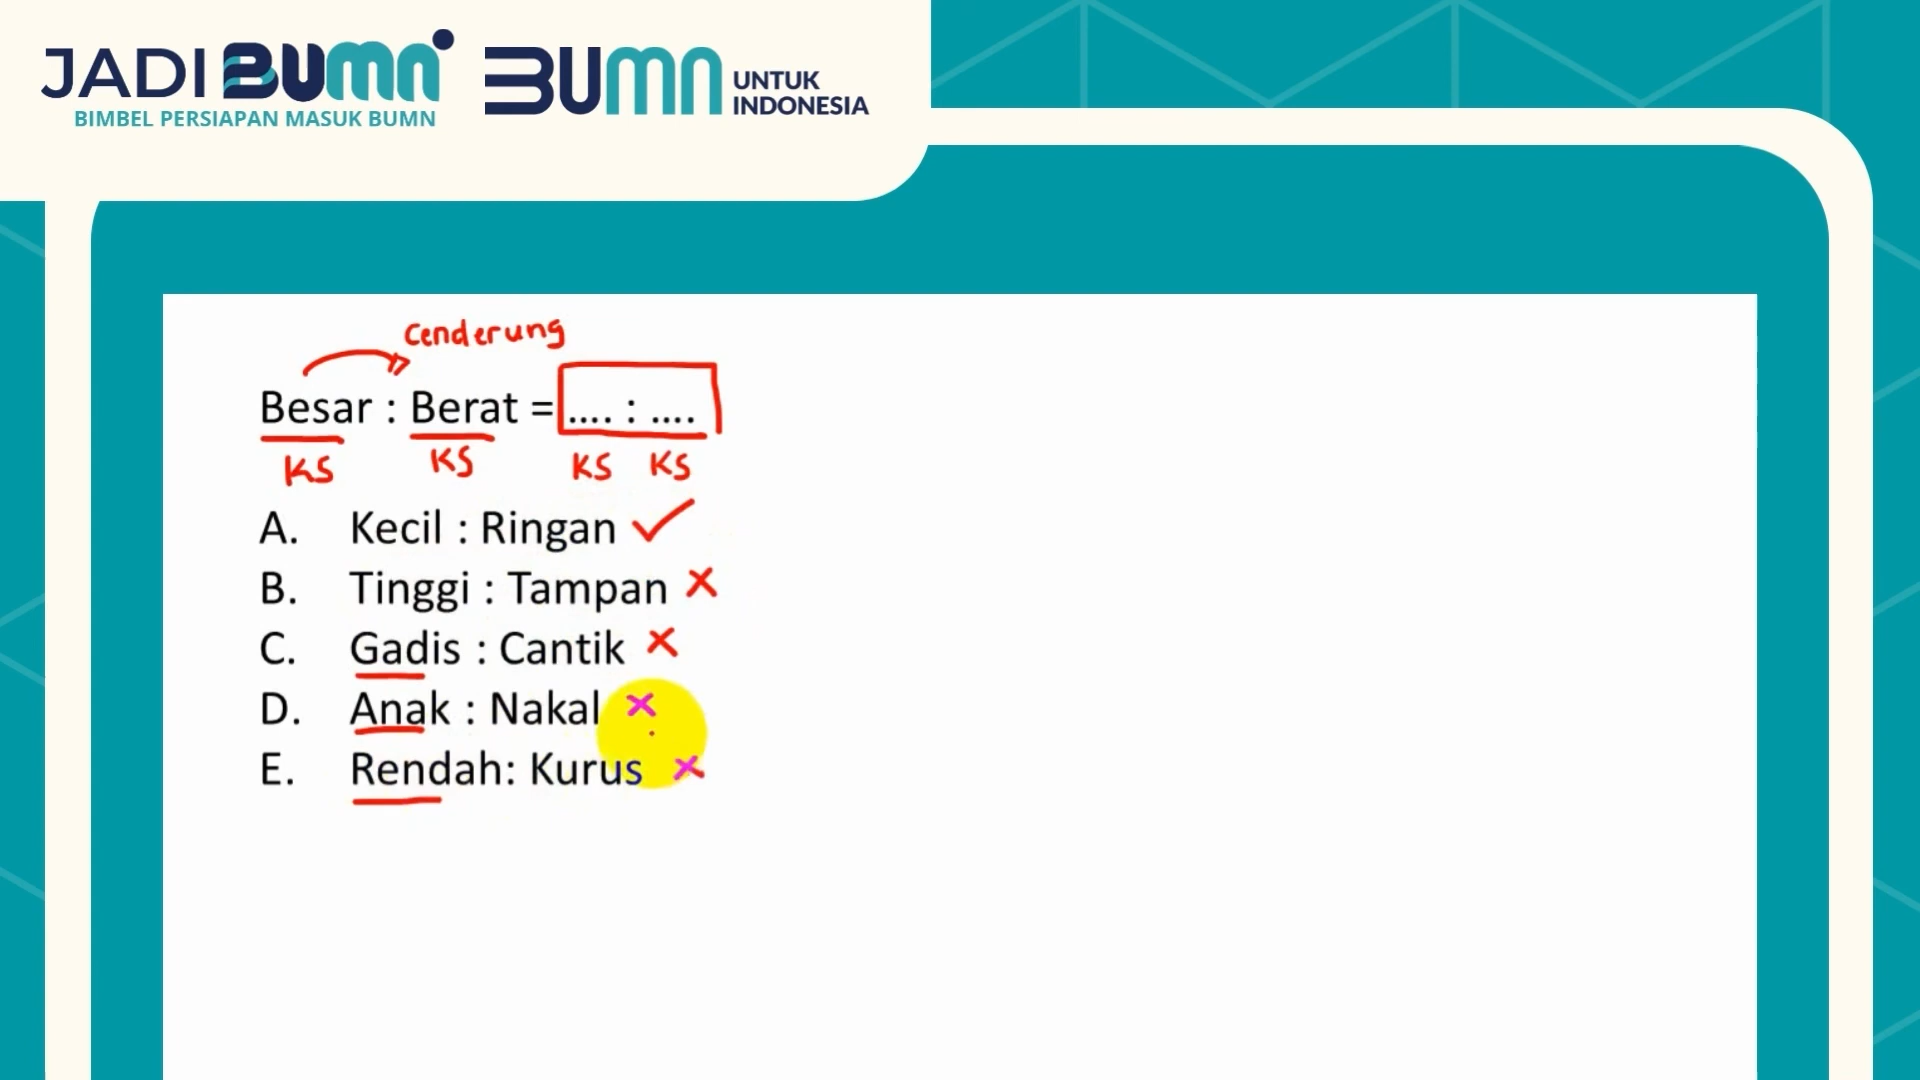 JADI BUMN
BIMBEL PERSIAPAN MASUK BUMN
BUMN UNTUK INDONESIA
Cenderung
Besar : Berat = .... : ....
KS KS KS KS
A. Kecil : Ringan
B. Tinggi : Tampan
C. Gadis : Cantik
D. Anak : Nakal
E. Rendah: Kurus